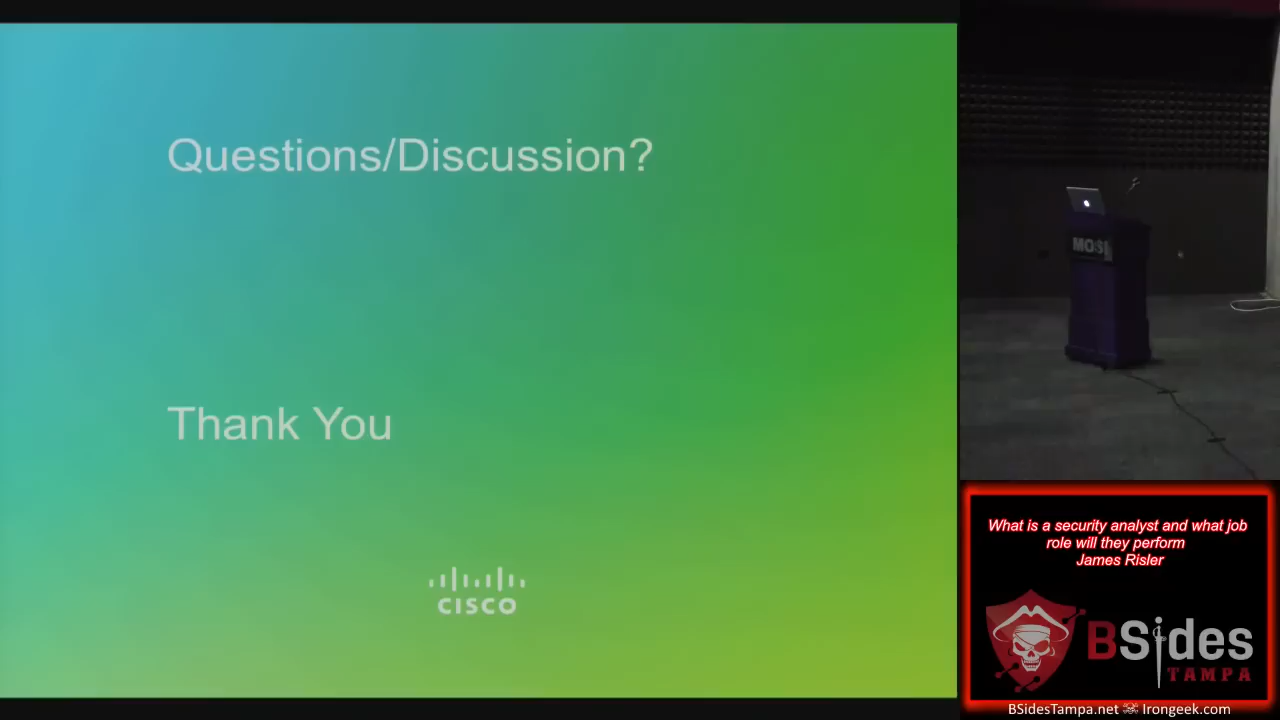 Questions/Discussion?
Thank You
CISCO
MOSI
What is a security analyst and what job
role will they perform
James Risler
BSides
TAMPA
BSidesTampa.net Irongeek.com